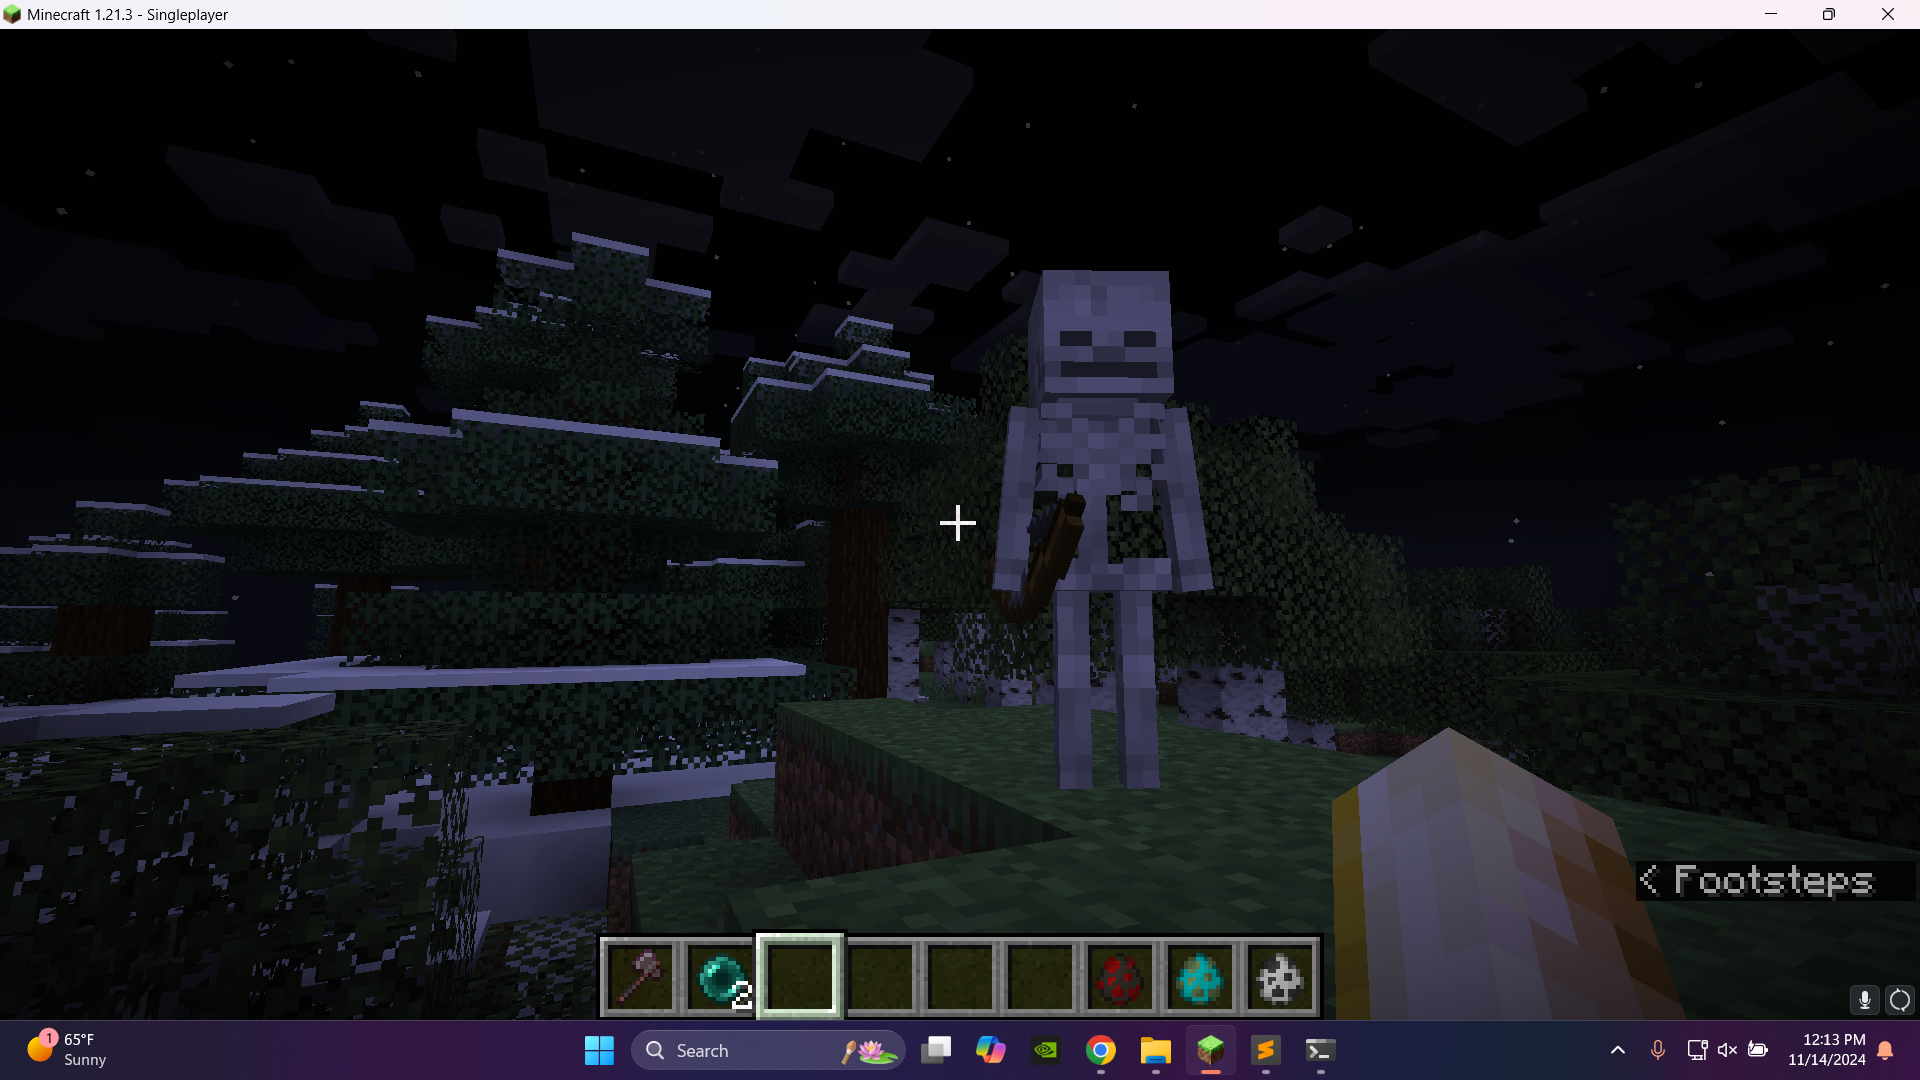 Minecraft 1.21.3 - Singleplayer
< Footsteps
2
1
65°F
Sunny
Search
12:13 PM
11/14/2024